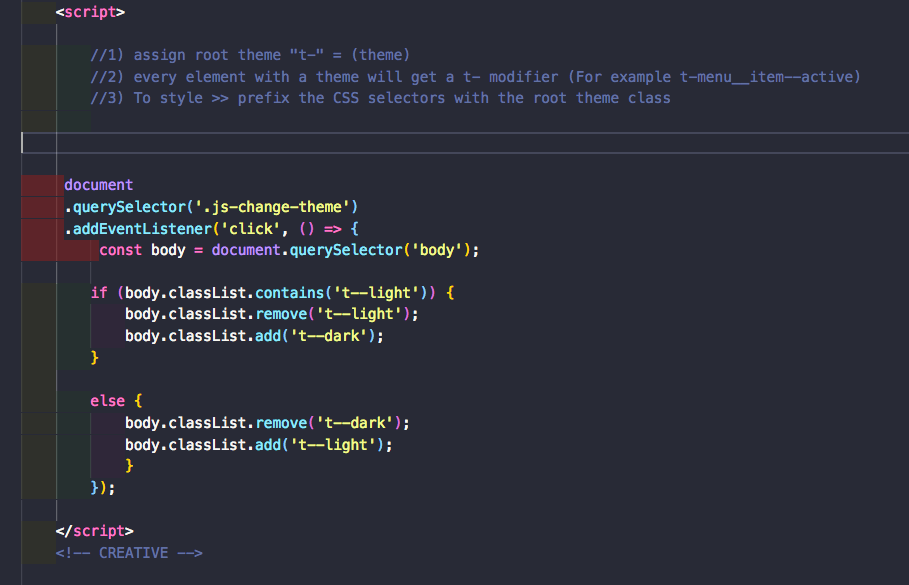 <script>
//1) assign root theme "t-" = (theme)
//2) every element with a theme will get a t- modifier (For example t-menu__item--active)
//3) To style >> prefix the CSS selectors with the root theme class
document
.querySelector('.js-change-theme')
.addEventListener('click', () => {
const body = document.querySelector('body');
if (body.classList.contains('t--light')) {
body.classList.remove('t--light');
body.classList.add('t--dark');
}
else {
body.classList.remove('t--dark');
body.classList.add('t--light');
}
});
</script>
<!-- CREATIVE -->